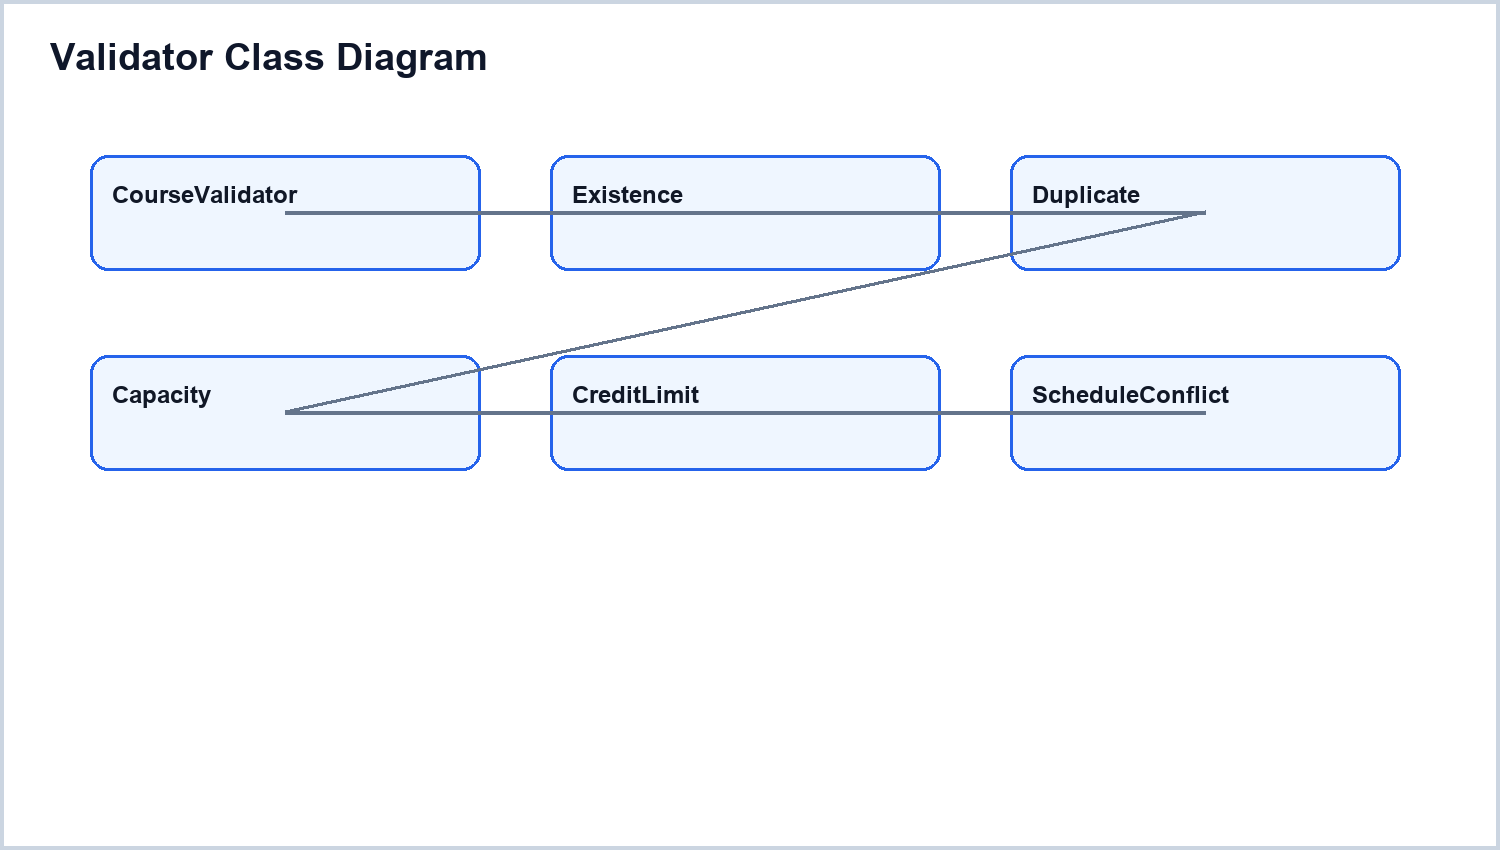 Validator Class Diagram
CourseValidator
Existence
Duplicate
Capacity
CreditLimit
ScheduleConflict